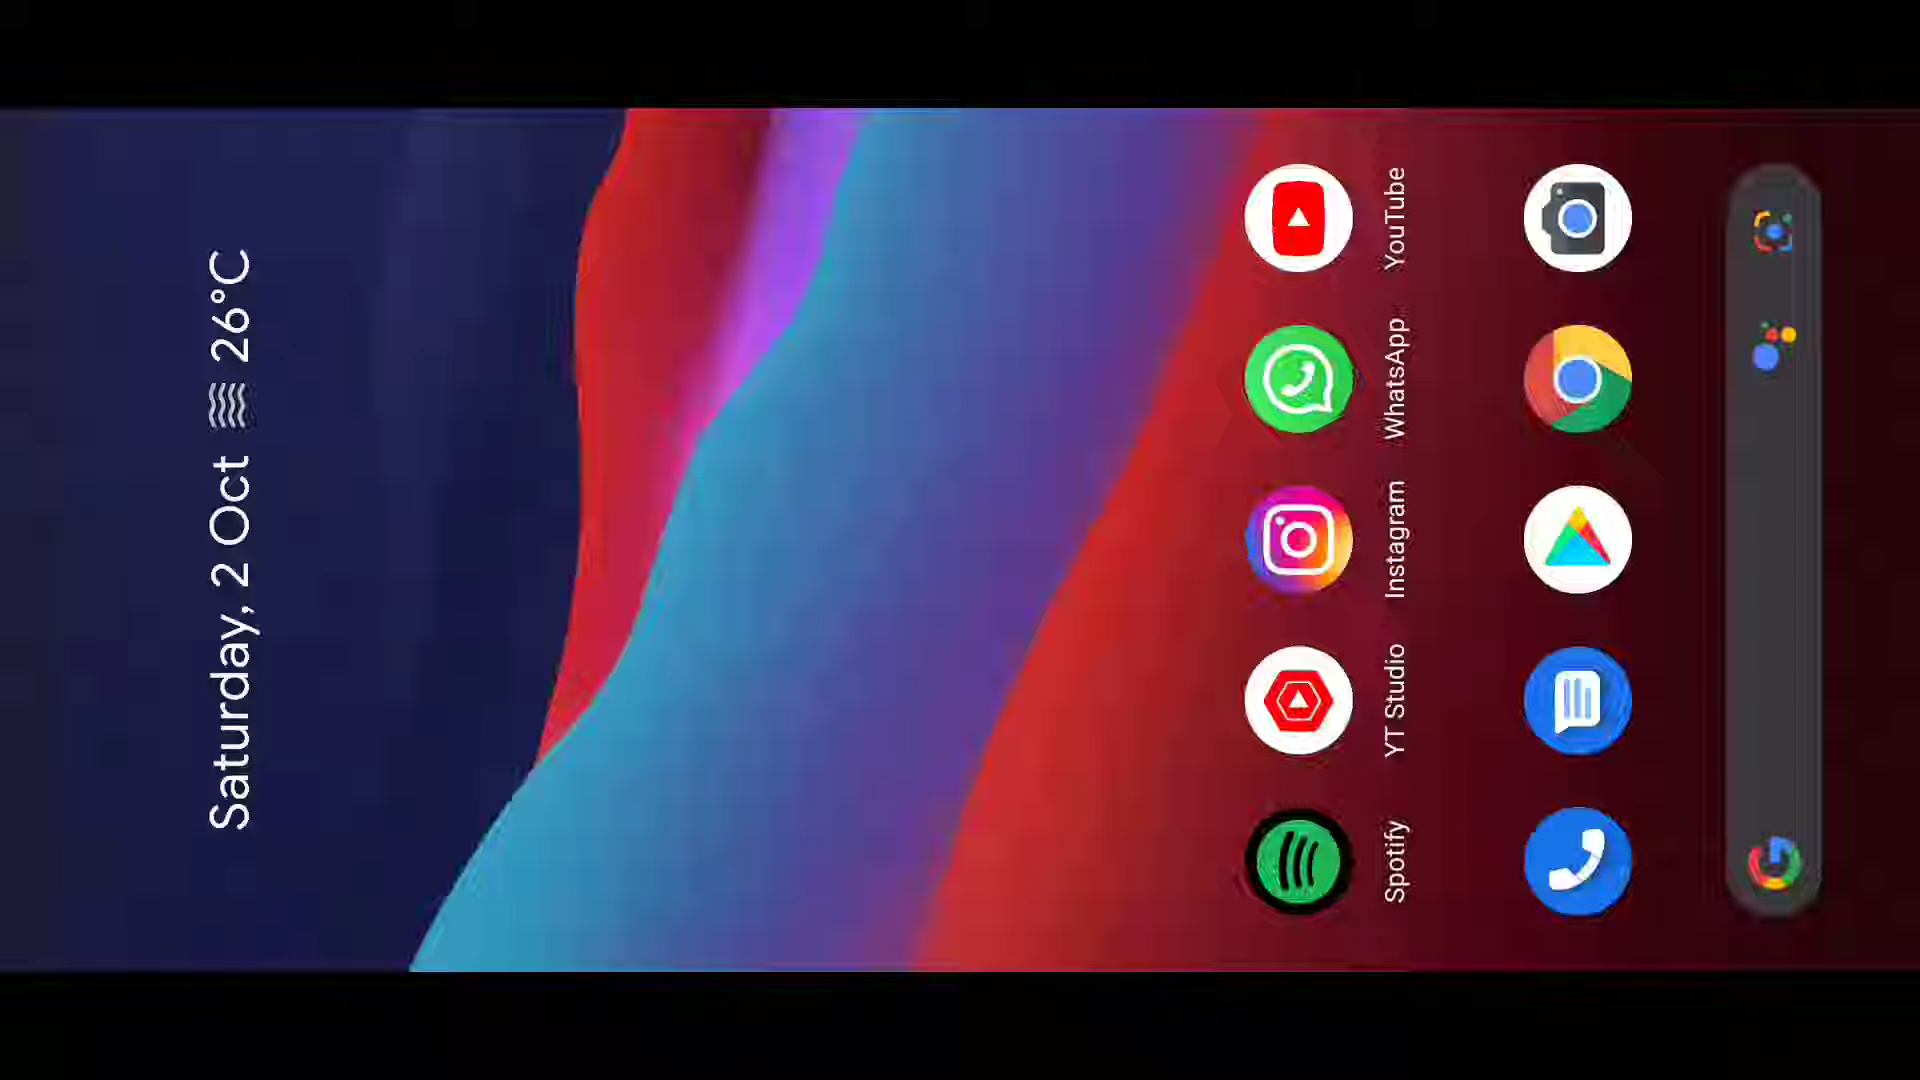 Saturday, 2 Oct 26°C
Spotify
YT Studio
Instagram
WhatsApp
YouTube